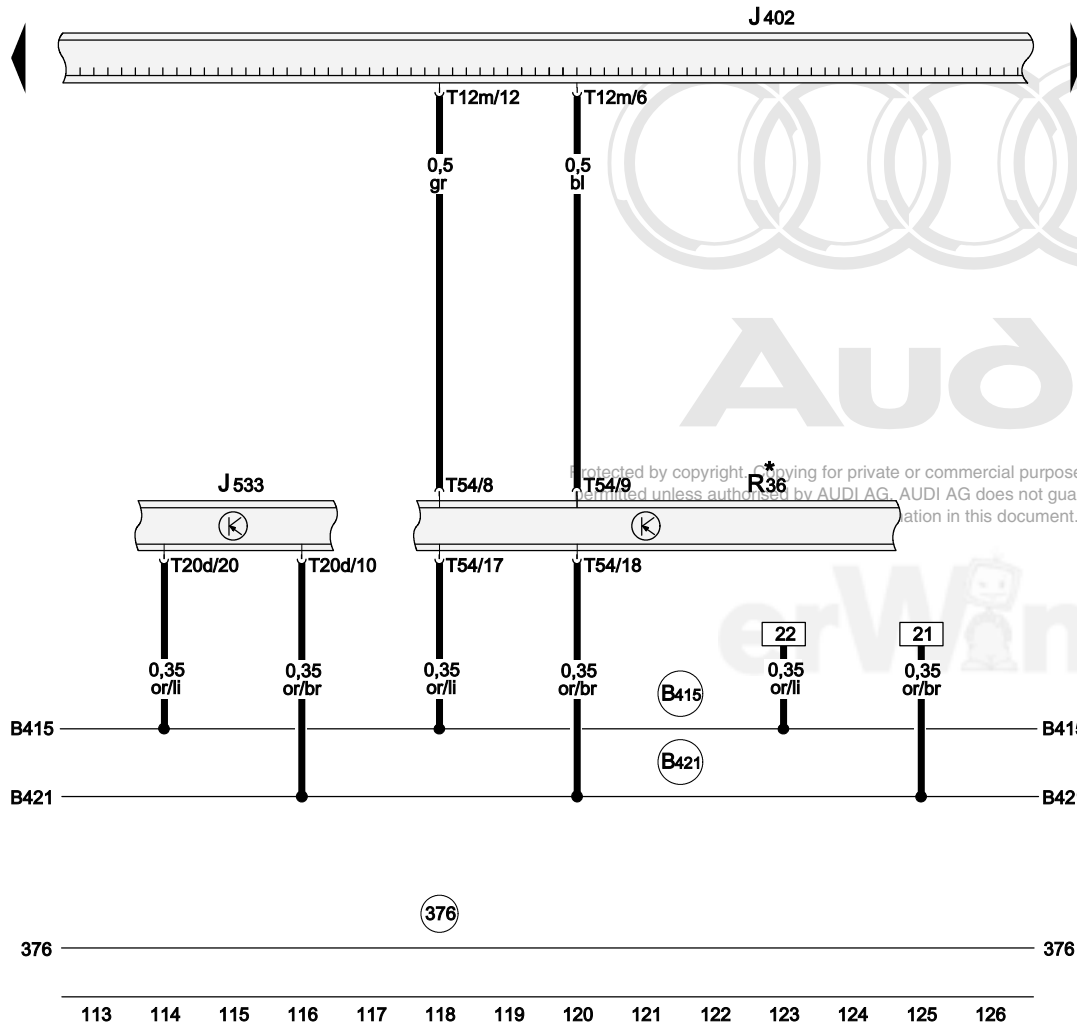 J 402
T12m/12 T12m/6
0,5 0,5
gr bl
Audi
Protected by copyright. Copying for private or commercial purpose
J 533 T54/8 T54/9 R36 *
permitted unless authorised by AUDI AG. AUDI AG does not gua
ation in this document.
T20d/20 T20d/10 T54/17 T54/18
erWin
22 21
0,35 0,35 0,35 0,35 0,35 0,35
or/li or/br or/li or/br or/li or/br
B415
B415 B415
B421
B421 B42
376
376 376
113 114 115 116 117 118 119 120 121 122 123 124 125 126